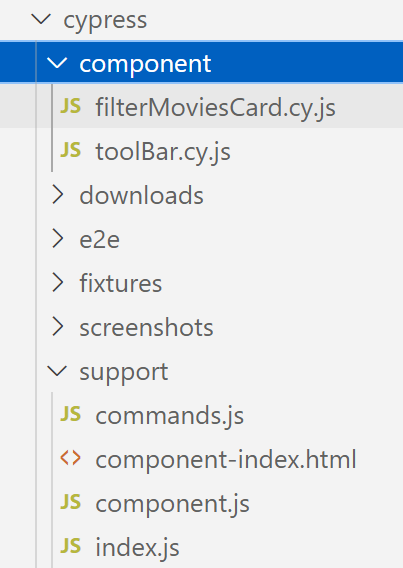 cypress
component
JS filterMoviesCard.cy.js
JS toolBar.cy.js
downloads
e2e
fixtures
screenshots
support
JS commands.js
<> component-index.html
JS component.js
JS index.js